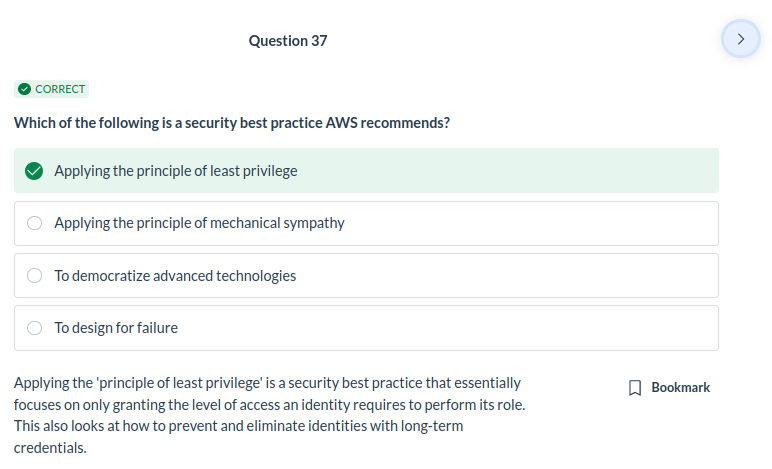 Question 37
CORRECT
Which of the following is a security best practice AWS recommends?
Applying the principle of least privilege
Applying the principle of mechanical sympathy
To democratize advanced technologies
To design for failure
Applying the 'principle of least privilege' is a security best practice that essentially
focuses on only granting the level of access an identity requires to perform its role.
This also looks at how to prevent and eliminate identities with long-term
credentials.
Bookmark